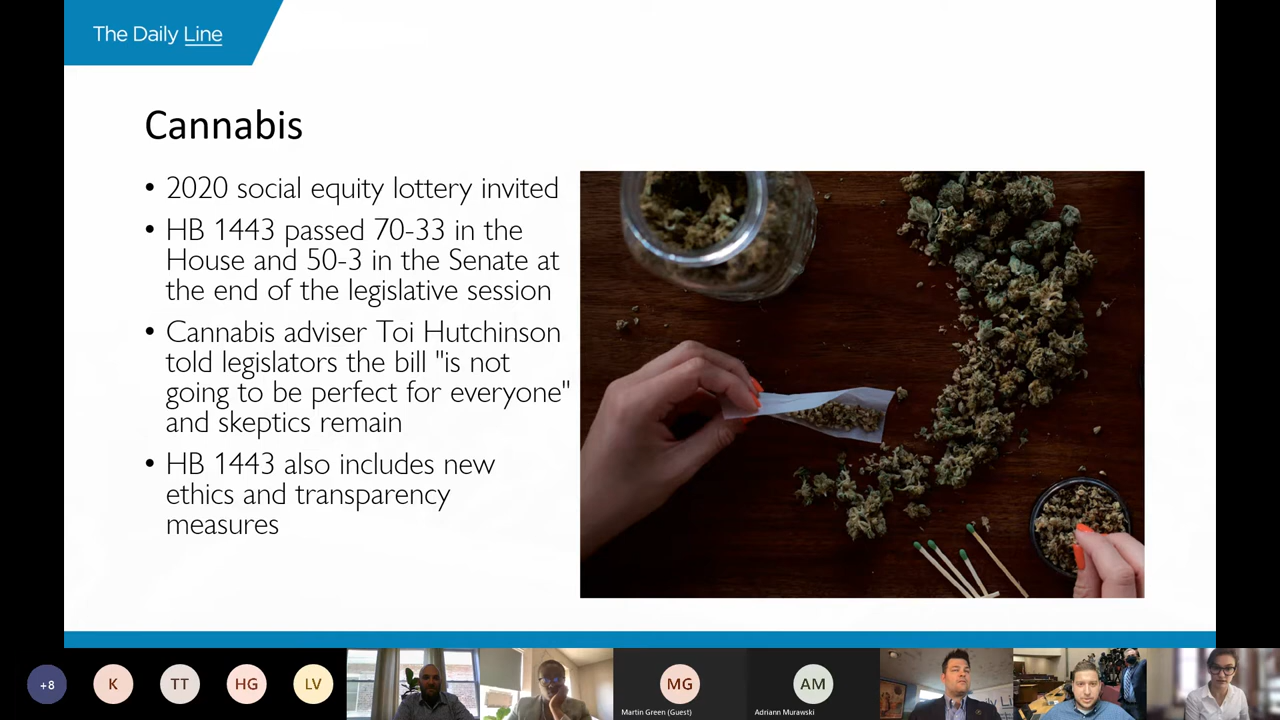 The Daily Line
Cannabis
• 2020 social equity lottery invited
• HB 1443 passed 70-33 in the
House and 50-3 in the Senate at
the end of the legislative session
• Cannabis adviser Toi Hutchinson
told legislators the bill "is not
going to be perfect for everyone"
and skeptics remain
• HB 1443 also includes new
ethics and transparency
measures
+8
K
TT
HG
LV
MG
Martin Green (Guest)
AM
Adriann Murawski